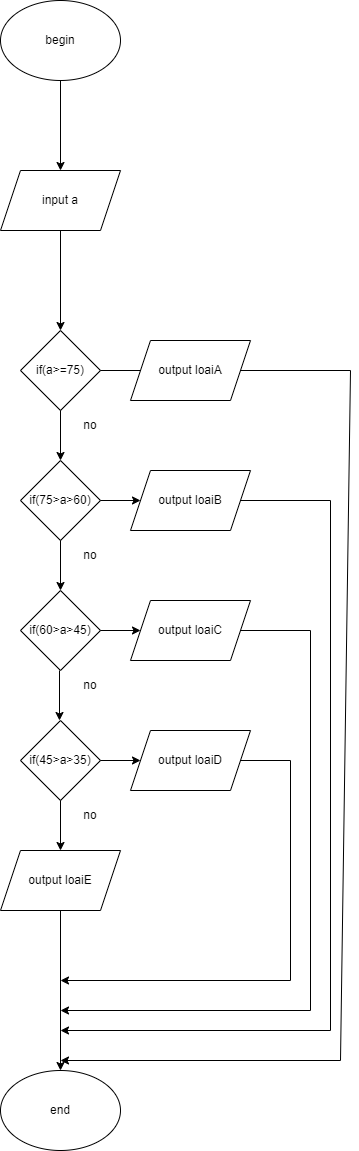 begin
input a
if(a>=75)
output loaiA
no
if(75>a>60)
output loaiB
no
if(60>a>45)
output loaiC
no
if(45>a>35)
output loaiD
no
output loaiE
end